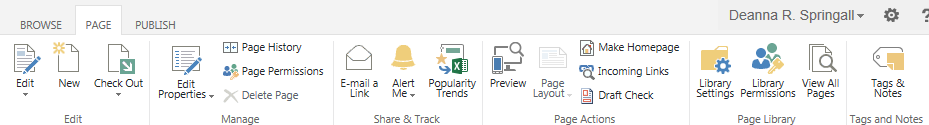 BROWSE PAGE PUBLISH Deanna R. Springall
Edit
New
Check Out
Edit
Edit
Properties
Page History
Page Permissions
Delete Page
Manage
E-mail a
Link
Alert
Me
Popularity
Trends
Share & Track
Preview
Page
Layout
Make Homepage
Incoming Links
Draft Check
Page Actions
Library
Settings
Library
Permissions
View All
Pages
Page Library
Tags &
Notes
Tags and Notes